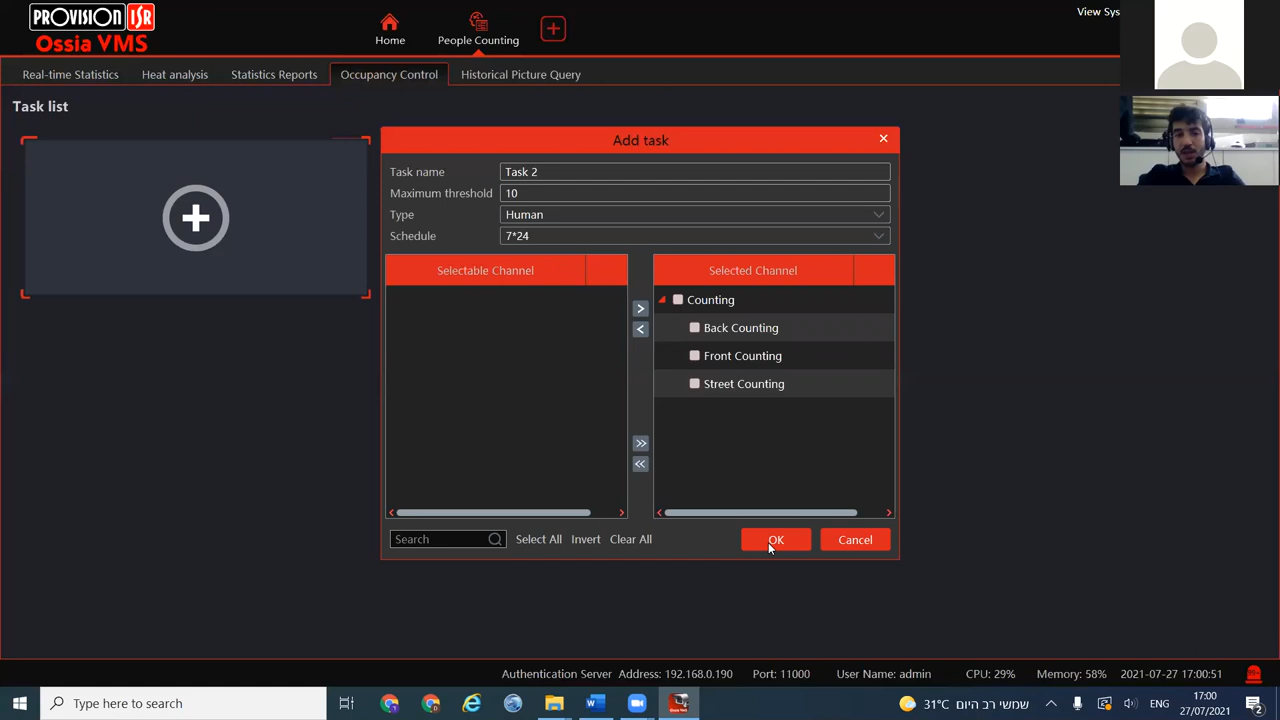 PROVISION ISR
Ossia VMS
Home
People Counting
View Sys
Real-time Statistics
Heat analysis
Statistics Reports
Occupancy Control
Historical Picture Query
Task list
Add task
Task name
Task 2
Maximum threshold
10
Type
Human
Schedule
7*24
Selectable Channel
Selected Channel
Counting
Back Counting
Front Counting
Street Counting
Search
Select All
Invert
Clear All
OK
Cancel
Authentication Server Address: 192.168.0.190 Port: 11000 User Name: admin CPU: 29% Memory: 58% 2021-07-27 17:00:51
Type here to search
31°C שמשי רב היום
ENG
17:00
27/07/2021
2